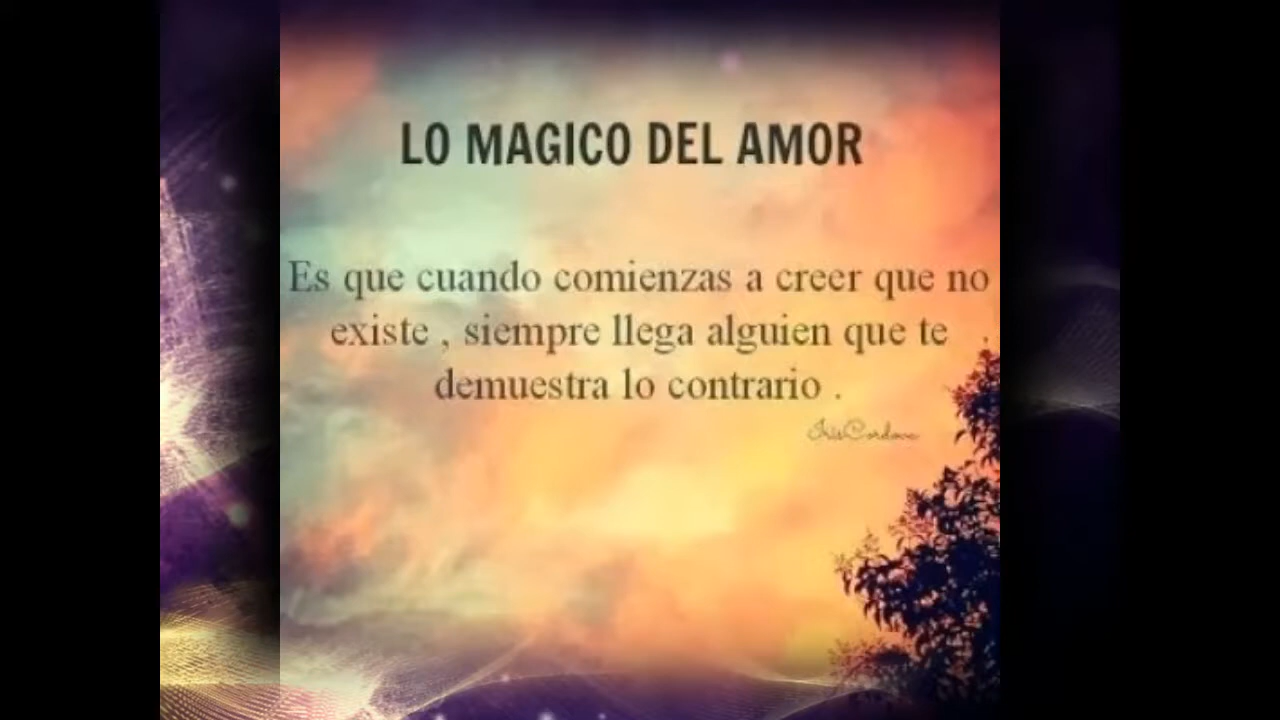 LO MAGICO DEL AMOR
Es que cuando comienzas a creer que no
existe , siempre llega alguien que te
demuestra lo contrario .
IrisCordova